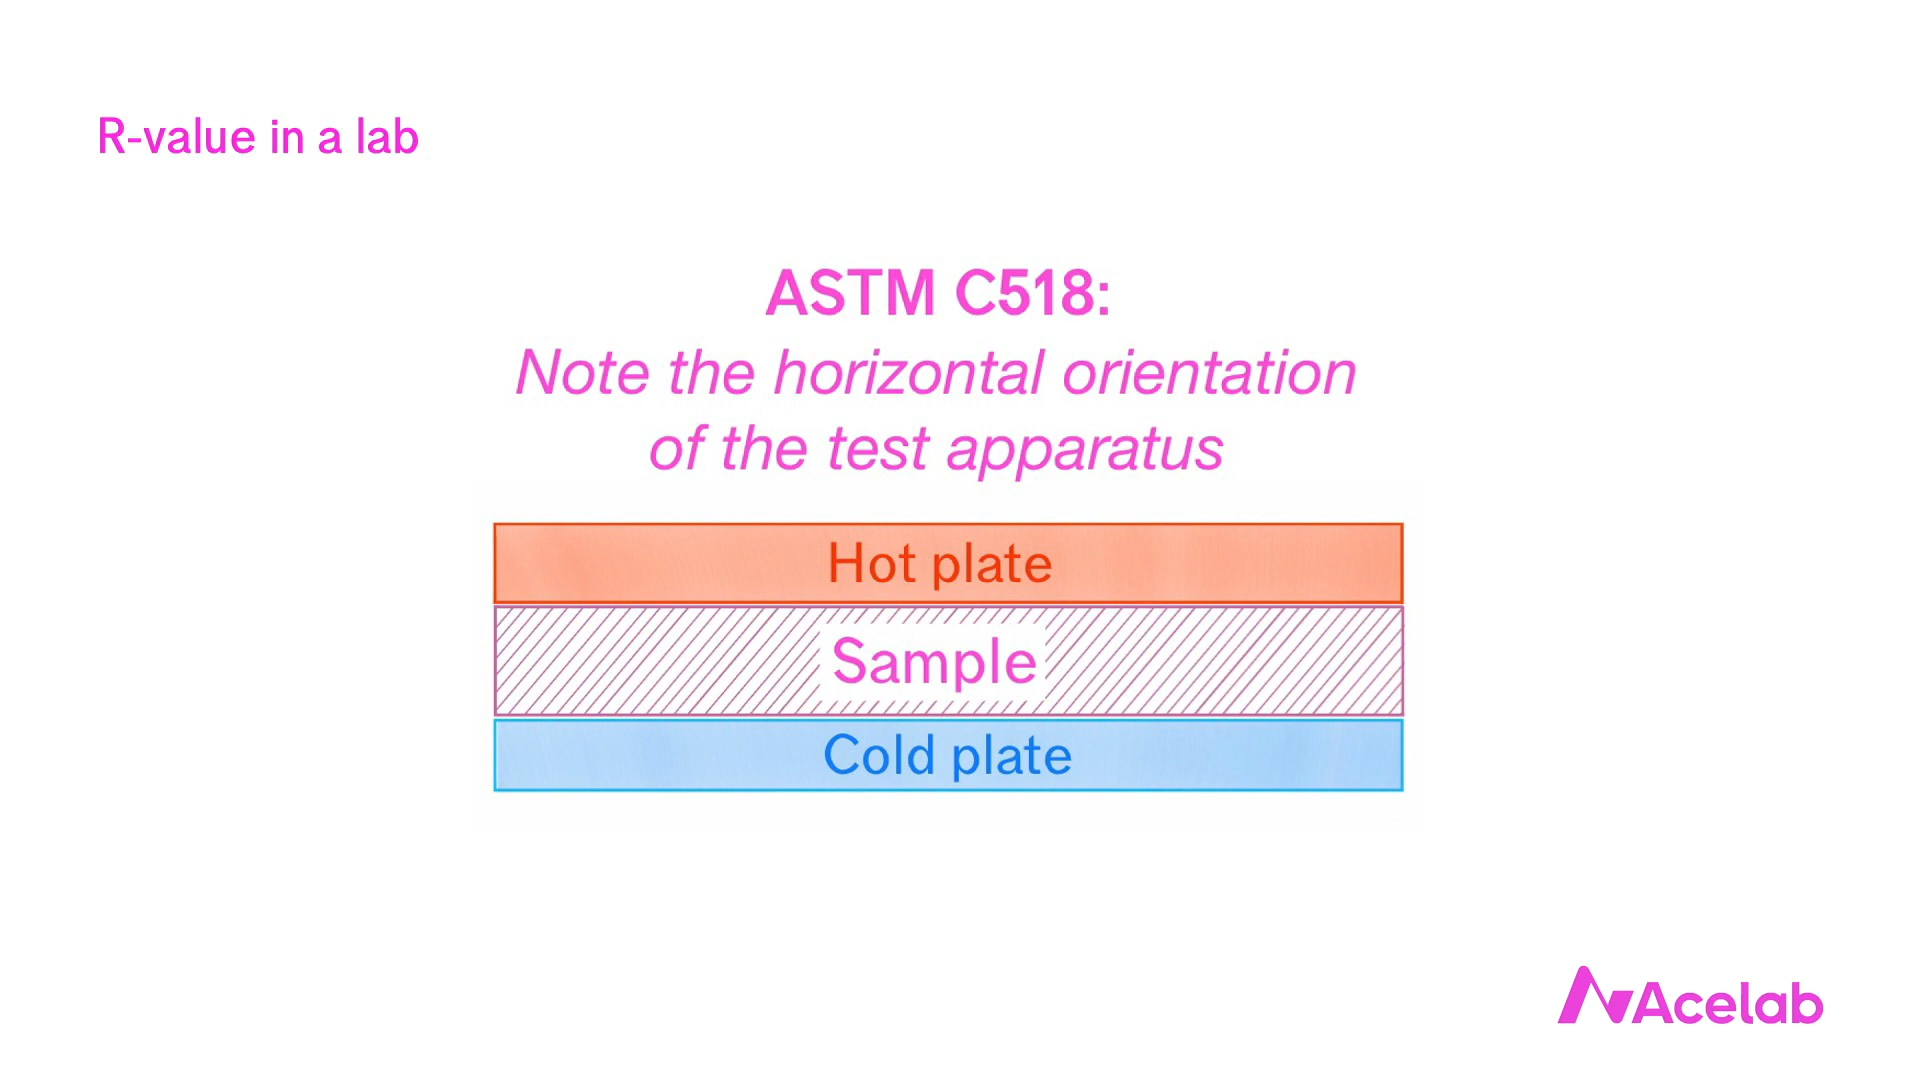 R-value in a lab
ASTM C518:
Note the horizontal orientation
of the test apparatus
Hot plate
Sample
Cold plate
Acelab